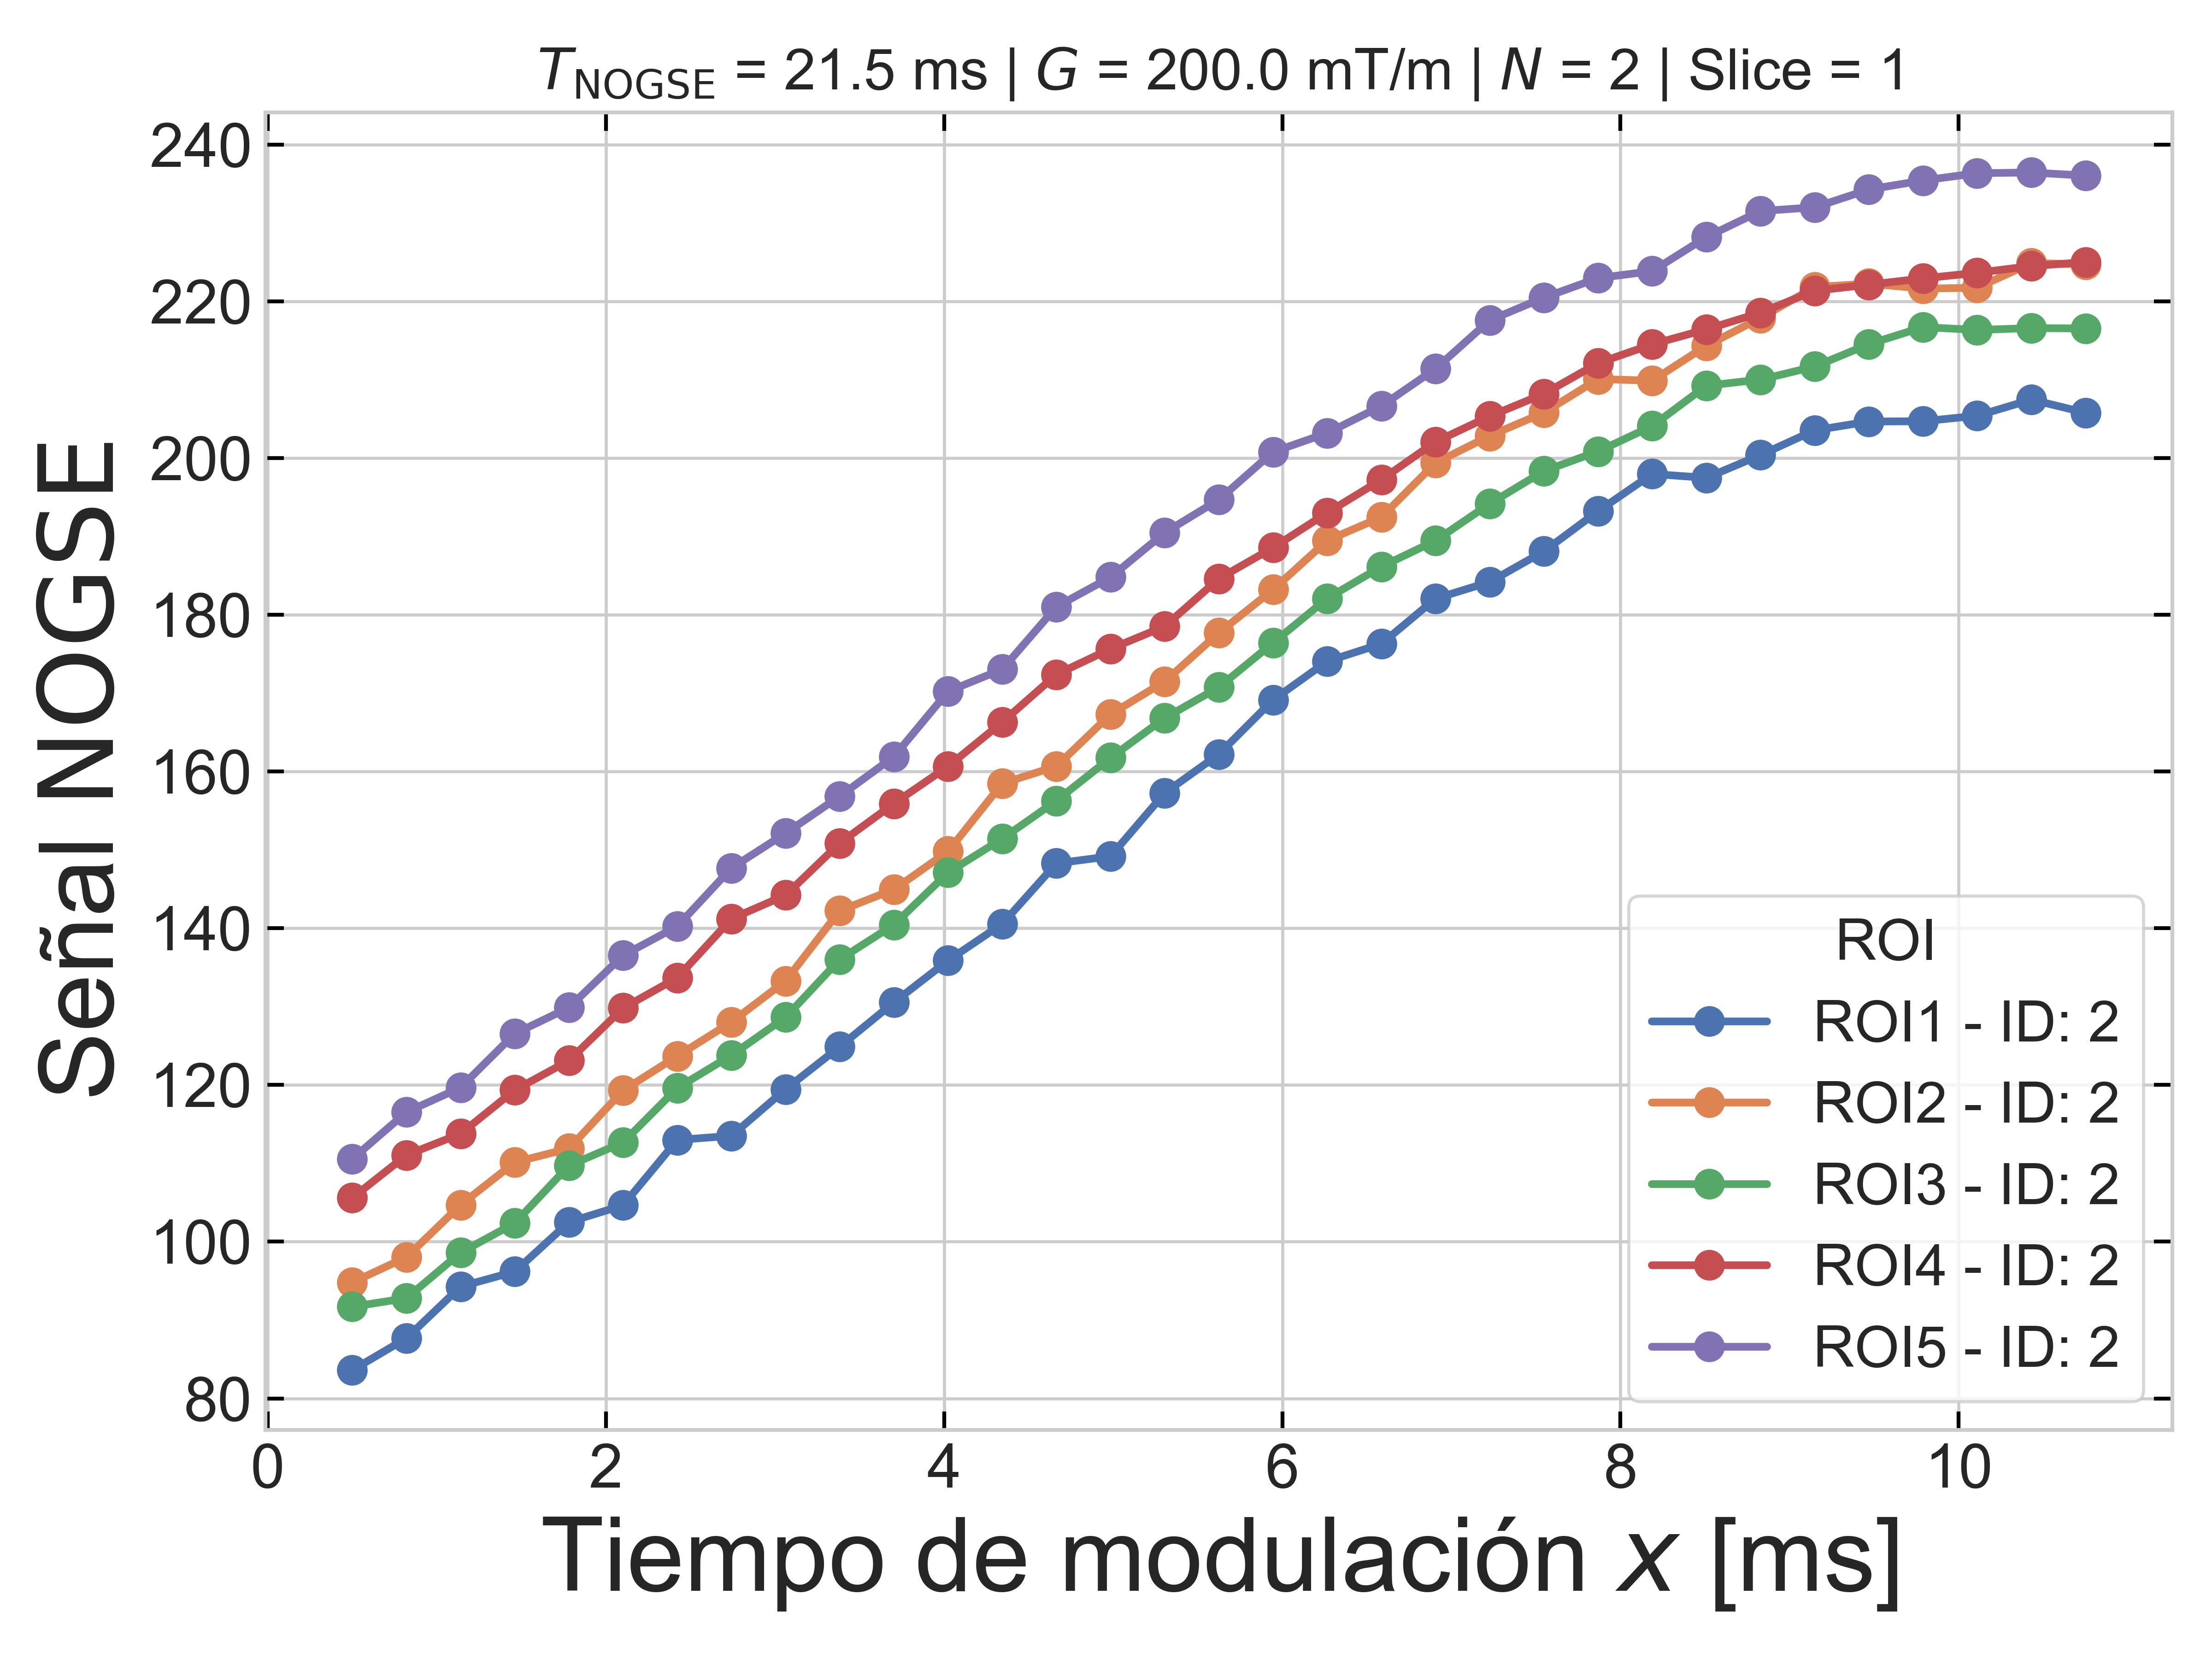 T_NOGSE = 21.5 ms | G = 200.0 mT/m | N = 2 | Slice = 1
Señal NOGSE
240
220
200
180
160
140
120
100
80
ROI
ROI1 - ID: 2
ROI2 - ID: 2
ROI3 - ID: 2
ROI4 - ID: 2
ROI5 - ID: 2
0 2 4 6 8 10
Tiempo de modulación x [ms]